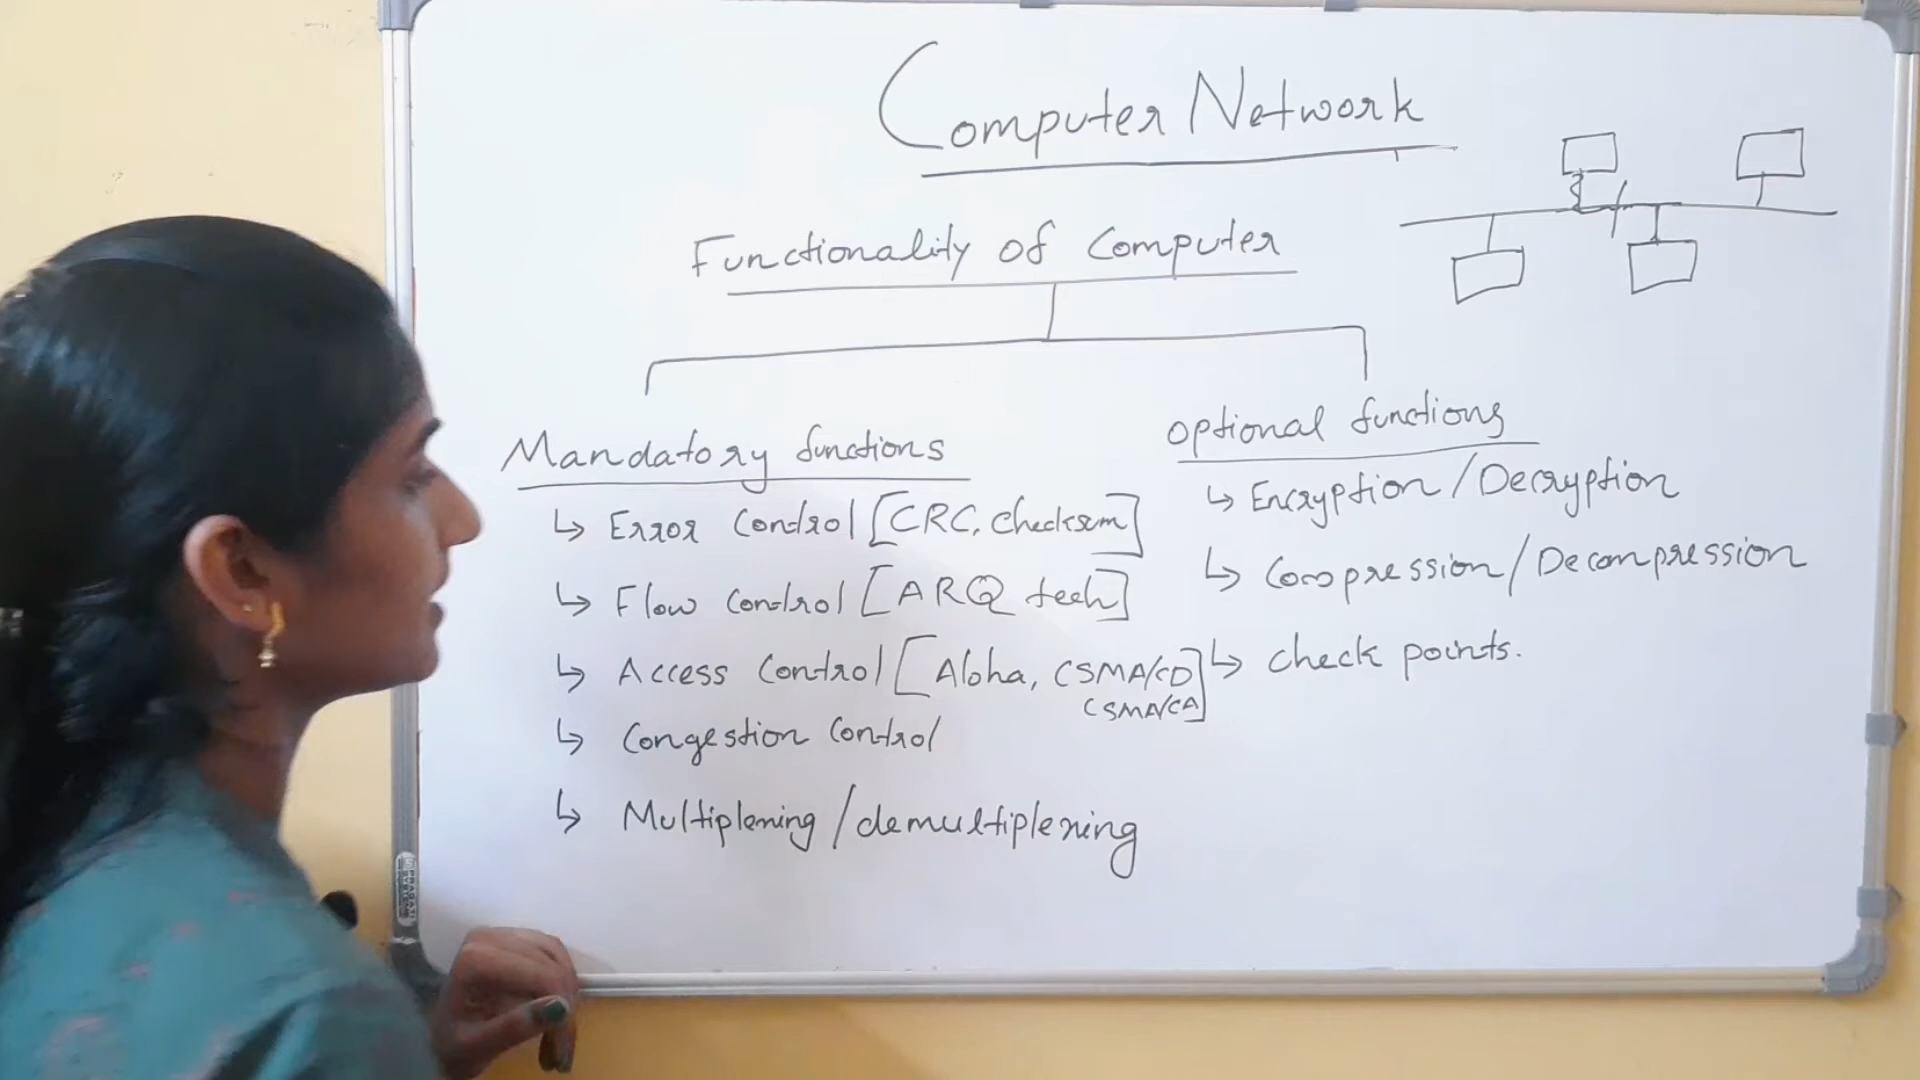 Computer Network
Functionality of Computer
Mandatory functions
↳ Error Control [CRC, Checksum]
↳ Flow Control [ARQ tech]
↳ Access Control [Aloha, CSMA/CD
CSMA/CA]
↳ Congestion Control
↳ Multiplexing / demultiplexing
Optional functions
↳ Encryption / Decryption
↳ Compression / Decompression
↳ Check points.